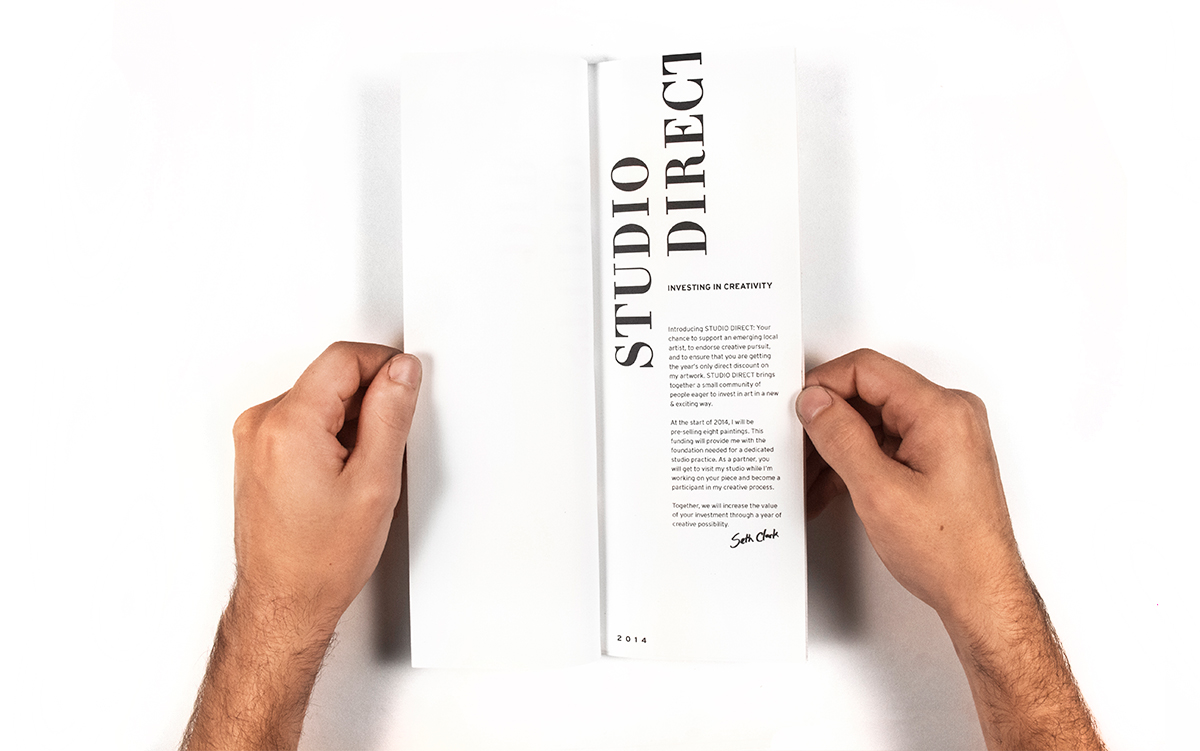 STUDIO
DIRECT
INVESTING IN CREATIVITY
Introducing STUDIO DIRECT: Your
chance to support an emerging local
artist, to endorse creative pursuit,
and to ensure that you are getting
the year's only direct discount on
my artwork. STUDIO DIRECT brings
together a small community of
people eager to invest in art in a new
& exciting way.
At the start of 2014, I will be
pre-selling eight paintings. This
funding will provide me with the
foundation needed for a dedicated
studio practice. As a partner, you
will get to visit my studio while I'm
working on your piece and become a
participant in my creative process.
Together, we will increase the value
of your investment through a year of
creative possibility.
Seth Clark
2014